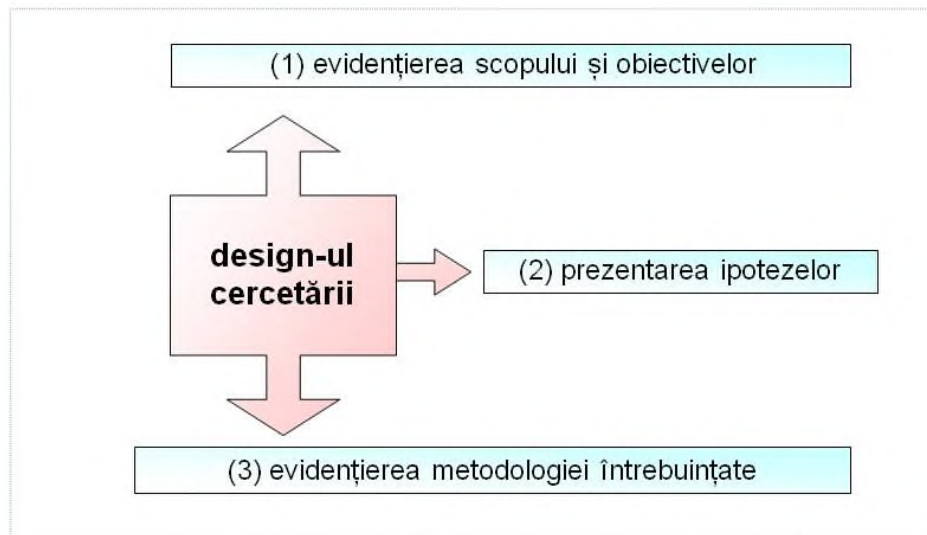 (1) evidențierea scopului și obiectivelor
design-ul
cercetării
(2) prezentarea ipotezelor
(3) evidențierea metodologiei întrebuințate